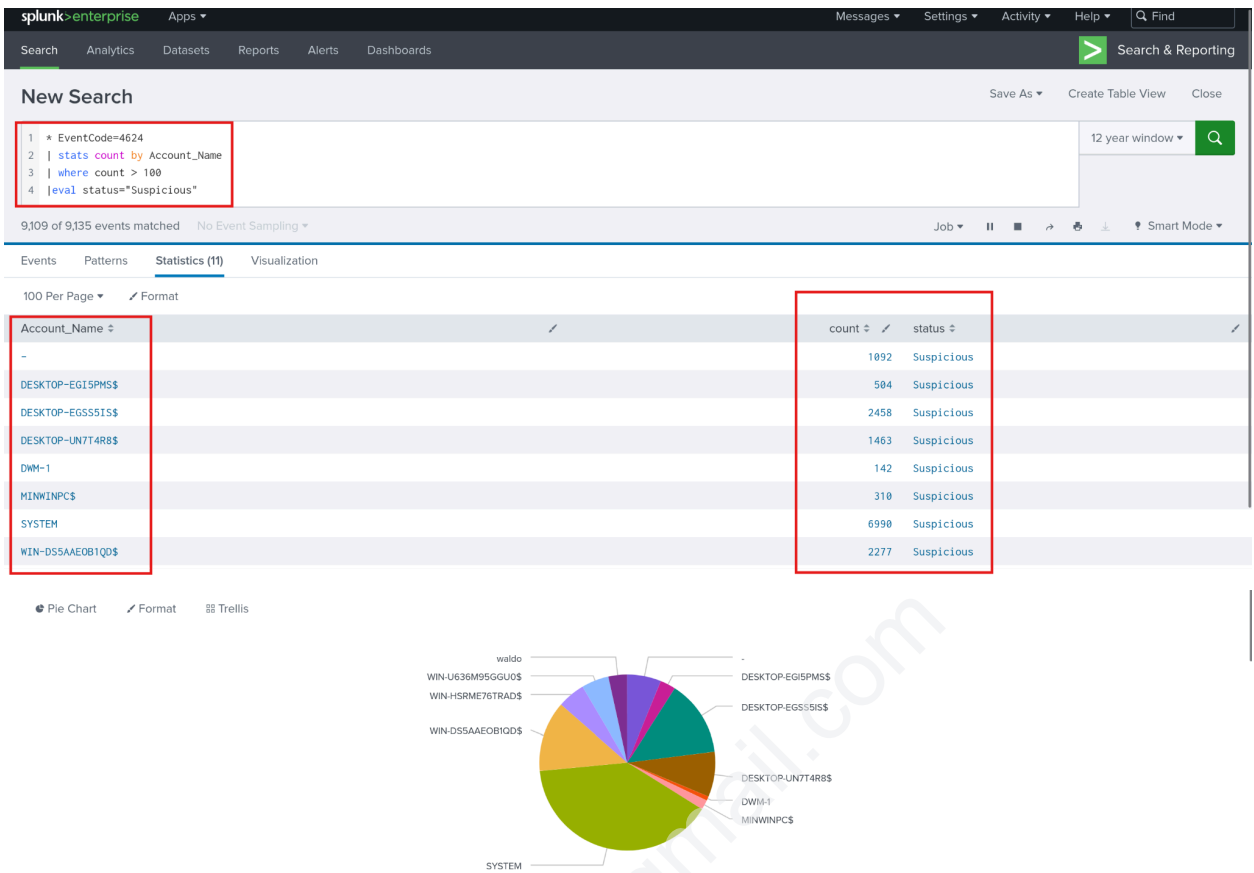 splunk>enterprise Apps Messages Settings Activity Help Find
Search Analytics Datasets Reports Alerts Dashboards Search & Reporting
New Search Save As Create Table View Close
1 * EventCode=4624
2 | stats count by Account_Name
3 | where count > 100
4 |eval status="Suspicious"
12 year window
9,109 of 9,135 events matched No Event Sampling Job Smart Mode
Events Patterns Statistics (11) Visualization
100 Per Page Format
Account_Name count status
- 1092 Suspicious
DESKTOP-EGI5PMS$ 504 Suspicious
DESKTOP-EGSS5IS$ 2458 Suspicious
DESKTOP-UN7T4R8$ 1463 Suspicious
DWM-1 142 Suspicious
MINWINPC$ 310 Suspicious
SYSTEM 6990 Suspicious
WIN-DS5AAEOB1QD$ 2277 Suspicious
Pie Chart Format Trellis
waldo -
WIN-U636M95GGU0$ DESKTOP-EGI5PMS$
WIN-HSRME76TRAD$
DESKTOP-EGSS5IS$
WIN-DS5AAEOB1QD$
DESKTOP-UN7T4R8$
DWM-1
MINWINPC$
SYSTEM
gmail.com